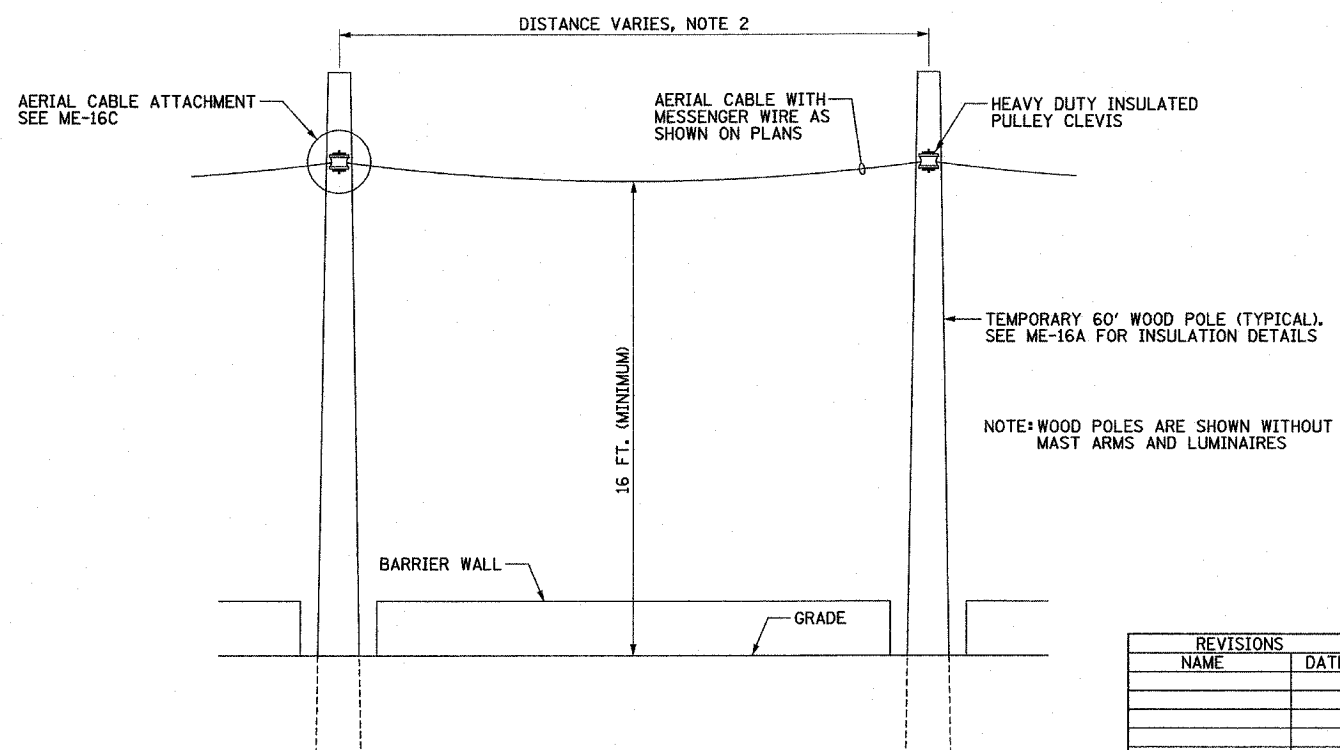 DISTANCE VARIES, NOTE 2
AERIAL CABLE ATTACHMENT
SEE ME-16C
AERIAL CABLE WITH
MESSENGER WIRE AS
SHOWN ON PLANS
HEAVY DUTY INSULATED
PULLEY CLEVIS
TEMPORARY 60' WOOD POLE (TYPICAL).
SEE ME-16A FOR INSULATION DETAILS
16 FT. (MINIMUM)
NOTE: WOOD POLES ARE SHOWN WITHOUT
MAST ARMS AND LUMINAIRES
BARRIER WALL
GRADE
REVISIONS
NAME